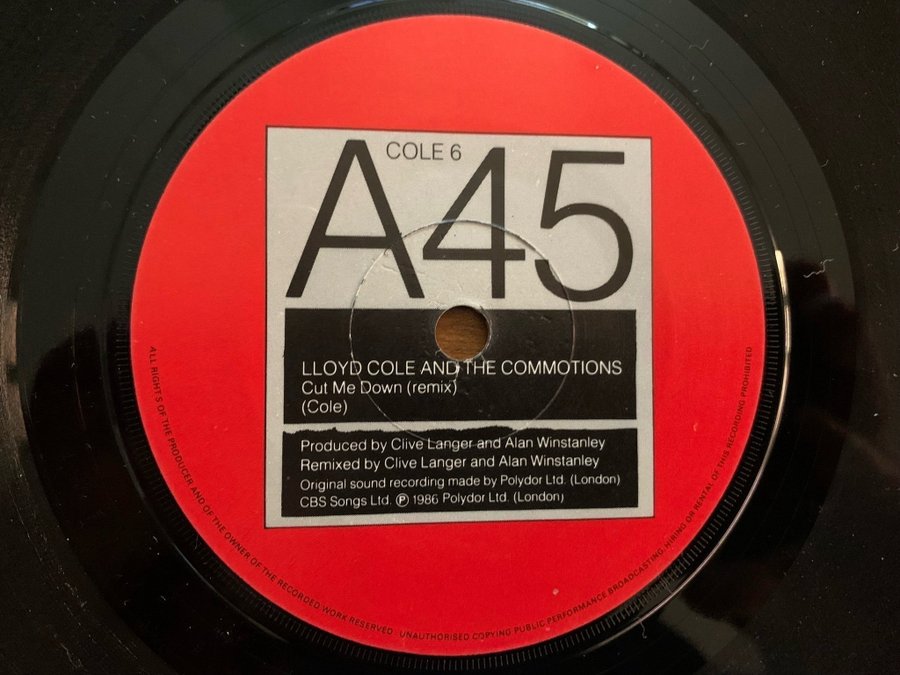 COLE 6
A45
LLOYD COLE AND THE COMMOTIONS
Cut Me Down (remix)
(Cole)
Produced by Clive Langer and Alan Winstanley
Remixed by Clive Langer and Alan Winstanley
Original sound recording made by Polydor Ltd. (London)
CBS Songs Ltd. ℗ 1986 Polydor Ltd. (London)
ALL RIGHTS OF THE PRODUCER AND OF THE OWNER OF THE RECORDED WORK RESERVED · UNAUTHORISED COPYING PUBLIC PERFORMANCE BROADCASTING, HIRING OR RENTAL OF THIS RECORDING PROHIBITED